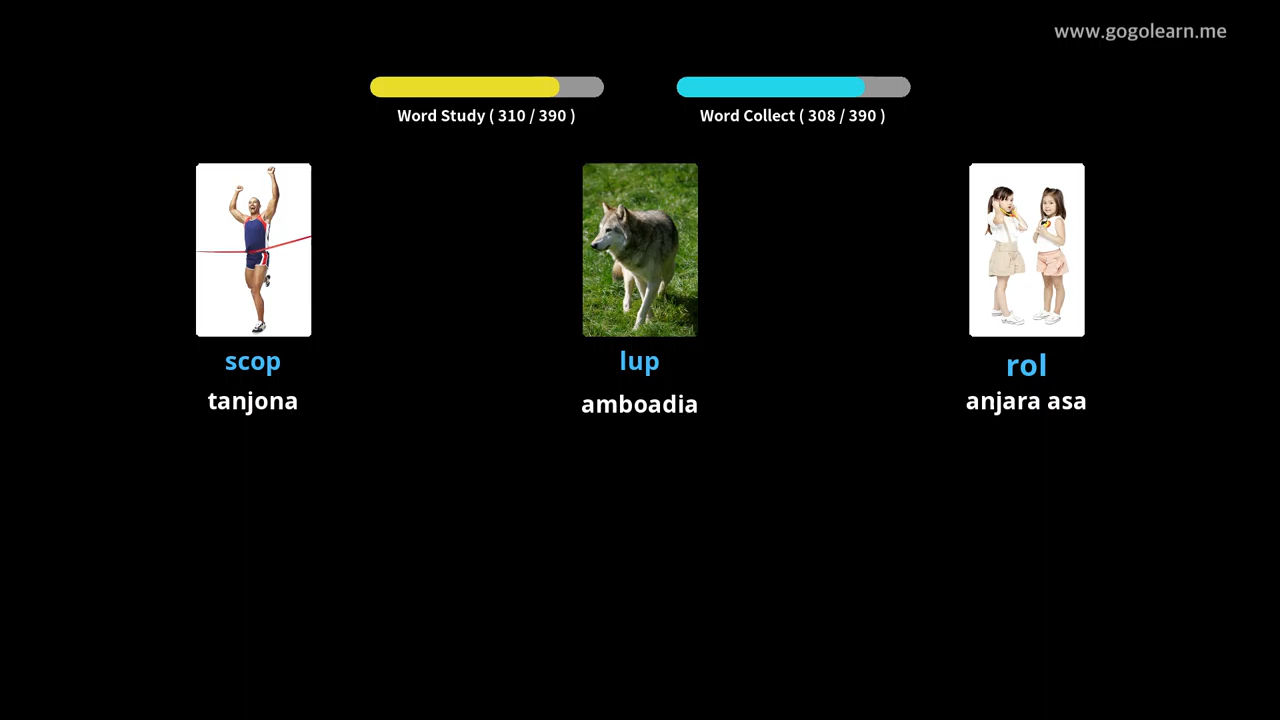 www.gogolearn.me
Word Study ( 310 / 390 )
Word Collect ( 308 / 390 )
scop
lup
rol
tanjona
amboadia
anjara asa